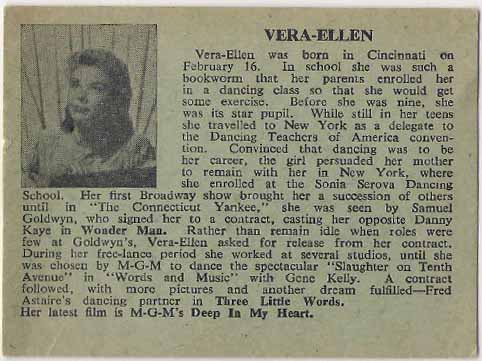 VERA-ELLEN
Vera-Ellen was born in Cincinnati on
February 16. In school she was such a
bookworm that her parents enrolled her
in a dancing class so that she would get
some exercise. Before she was nine, she
was its star pupil. While still in her teens
she travelled to New York as a delegate to
the Dancing Teachers of America conven-
tion. Convinced that dancing was to be
her career, the girl persuaded her mother
to remain with her in New York, where
she enrolled at the Sonia Serova Dancing
School. Her first Broadway show brought her a succession of others
until in "The Connecticut Yankee," she was seen by Samuel
Goldwyn, who signed her to a contract, casting her opposite Danny
Kaye in Wonder Man. Rather than remain idle when roles were
few at Goldwyn's, Vera-Ellen asked for release from her contract.
During her free-lance period she worked at several studios, until she
was chosen by M-G-M to dance the spectacular "Slaughter on Tenth
Avenue" in "Words and Music" with Gene Kelly. A contract
followed, with more pictures and another dream fulfilled—Fred
Astaire's dancing partner in Three Little Words.
Her latest film is M-G-M's Deep In My Heart.